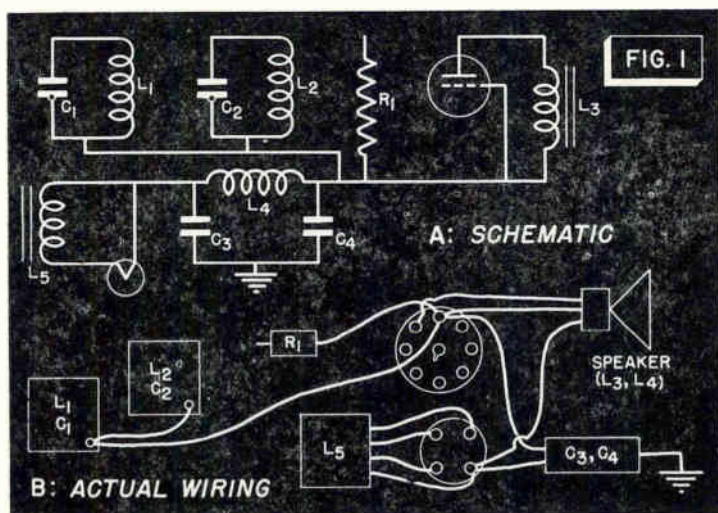 FIG. 1
C1
L1
C2
L2
R1
L3
L4
L5
C3
C4
A: SCHEMATIC
R1
SPEAKER
(L3, L4)
L2
C2
L1
C1
P
L5
C3, C4
B: ACTUAL WIRING